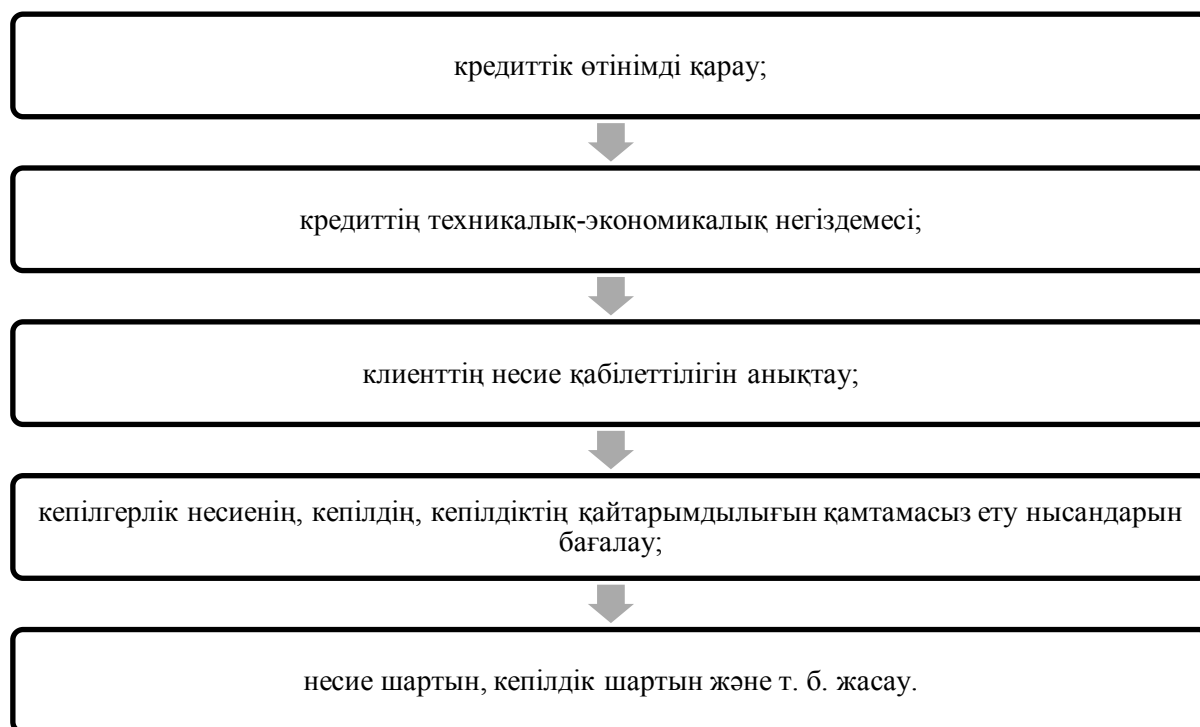 кредиттік өтінімді қарау;
кредиттің техникалық-экономикалық негіздемесі;
клиенттің несие қабілеттілігін анықтау;
кепілгерлік несиенің, кепілдің, кепілдіктің қайтарымдылығын қамтамасыз ету нысандарын
бағалау;
несие шартын, кепілдік шартын және т. б. жасау.